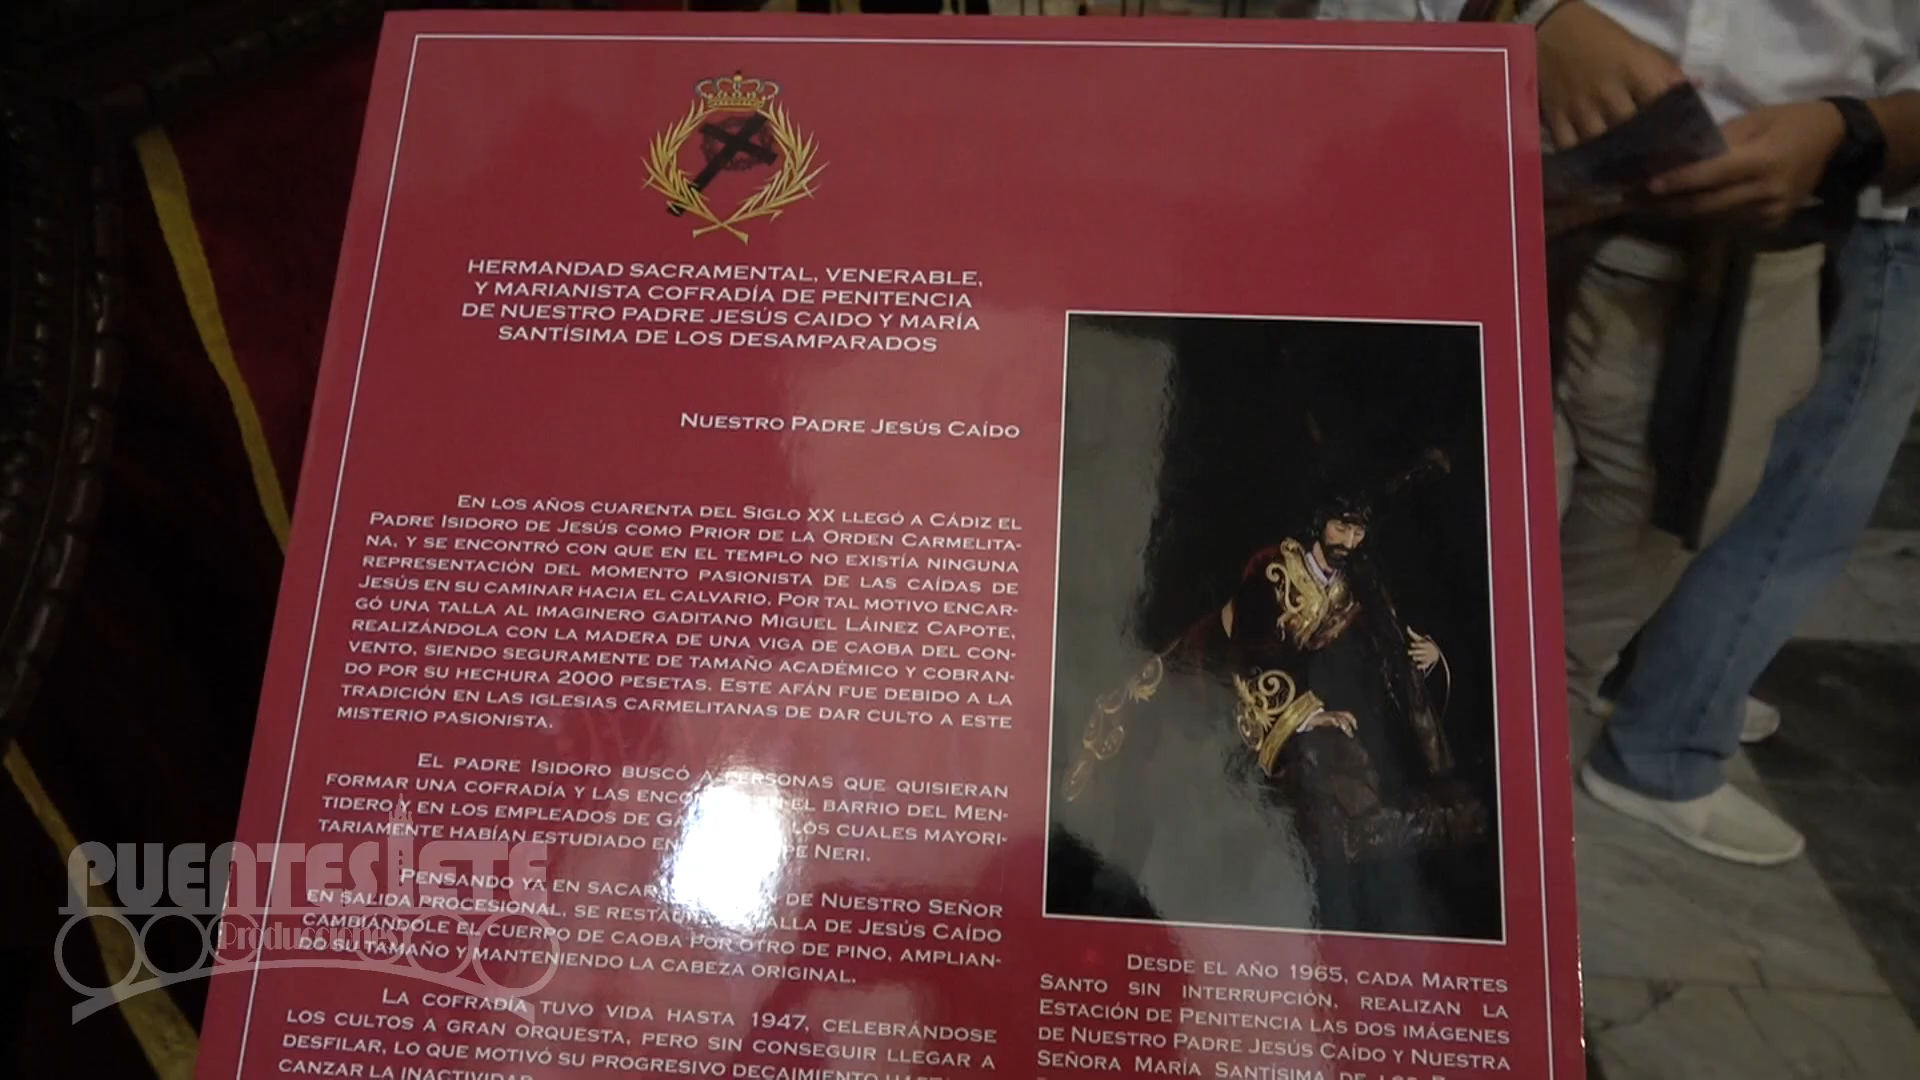 HERMANDAD SACRAMENTAL, VENERABLE,
Y MARIANISTA COFRADÍA DE PENITENCIA
DE NUESTRO PADRE JESÚS CAIDO Y MARÍA
SANTÍSIMA DE LOS DESAMPARADOS
NUESTRO PADRE JESÚS CAÍDO
EN LOS AÑOS CUARENTA DEL SIGLO XX LLEGÓ A CÁDIZ EL
PADRE ISIDORO DE JESÚS COMO PRIOR DE LA ORDEN CARMELITA-
NA, Y SE ENCONTRÓ CON QUE EN EL TEMPLO NO EXISTÍA NINGUNA
REPRESENTACIÓN DEL MOMENTO PASIONISTA DE LAS CAÍDAS DE
JESÚS EN SU CAMINAR HACIA EL CALVARIO. POR TAL MOTIVO ENCAR-
GÓ UNA TALLA AL IMAGINERO GADITANO MIGUEL LÁINEZ CAPOTE,
REALIZÁNDOLA CON LA MADERA DE UNA VIGA DE CAOBA DEL CON-
VENTO, SIENDO SEGURAMENTE DE TAMAÑO ACADÉMICO Y COBRAN-
DO POR SU HECHURA 2000 PESETAS. ESTE AFÁN FUE DEBIDO A LA
TRADICIÓN EN LAS IGLESIAS CARMELITANAS DE DAR CULTO A ESTE
MISTERIO PASIONISTA.
EL PADRE ISIDORO BUSCÓ A PERSONAS QUE QUISIERAN
FORMAR UNA COFRADÍA Y LAS EN EL BARRIO DEL MEN-
TIDERO Y EN LOS EMPLEADOS DE LOS CUALES MAYORI-
TARIAMENTE HABÍAN ESTUDIADO EN NERI.
PENSANDO YA EN SACAR DE NUESTRO SEÑOR
EN SALIDA PROCESIONAL, SE TALLA DE JESÚS CAÍDO
CAMBIÁNDOLE EL CUERPO DE CAOBA POR OTRO DE PINO, AMPLIAN-
DO SU TAMAÑO Y MANTENIENDO LA CABEZA ORIGINAL.
LA COFRADÍA TUVO VIDA HASTA 1947, CELEBRÁNDOSE
LOS CULTOS A GRAN ORQUESTA, PERO SIN CONSEGUIR LLEGAR A
DESFILAR, LO QUE MOTIVÓ SU PROGRESIVO DECAIMIENTO
CANZAR LA INACTIVIDAD
DESDE EL AÑO 1965, CADA MARTES
SANTO SIN INTERRUPCIÓN, REALIZAN LA
ESTACIÓN DE PENITENCIA LAS DOS IMÁGENES
DE NUESTRO PADRE JESÚS CAÍDO Y NUESTRA
SEÑORA MARÍA SANTÍSIMA DE LOS
PUENTESIETE
Producciones